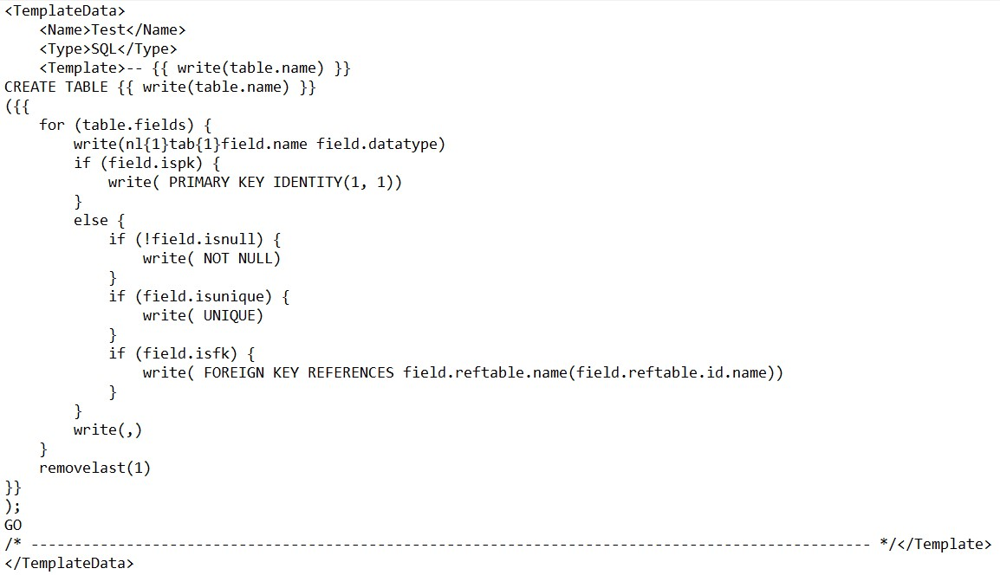 <TemplateData>
    <Name>Test</Name>
    <Type>SQL</Type>
    <Template>-- {{ write(table.name) }}
CREATE TABLE {{ write(table.name) }}
({{
    for (table.fields) {
        write(nl{1}tab{1}field.name field.datatype)
        if (field.ispk) {
            write( PRIMARY KEY IDENTITY(1, 1))
        }
        else {
            if (!field.isnull) {
                write( NOT NULL)
            }
            if (field.isunique) {
                write( UNIQUE)
            }
            if (field.isfk) {
                write( FOREIGN KEY REFERENCES field.reftable.name(field.reftable.id.name))
            }
        }
        write(,)
    }
    removelast(1)
}}
);
GO
/* ------------------------------------------------------------------------------------------------- */</Template>
</TemplateData>